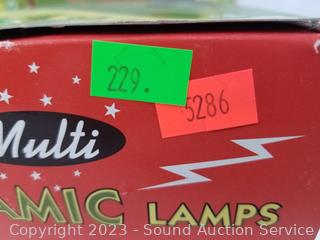 229.
5286
Multi
AMIC LAMPS
Copyright 2023 - Sound Auction Service